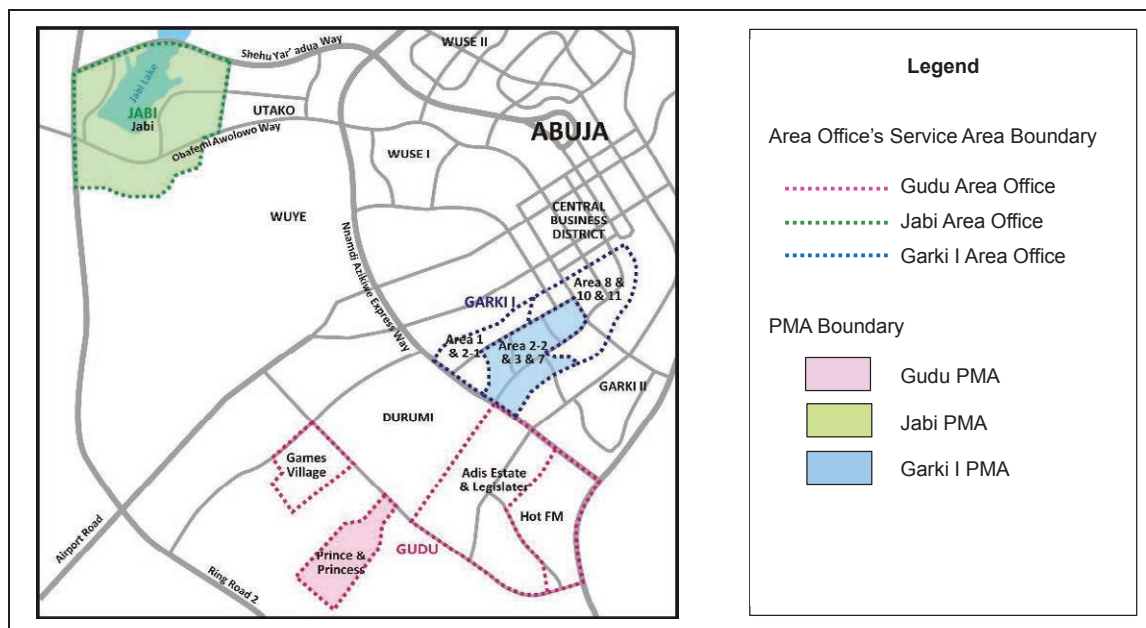 WUSE II
Shehu Yar' adua Way
Jabi Lake
JABI
Jabi
UTAKO
Obafemi Awolowo Way
ABUJA
WUSE I
WUYE
CENTRAL
BUSINESS
DISTRICT
Nnamdi Azikiwe Express Way
Area 8 &
10 & 11
GARKI I
Area 1
& 2-1
Area 2-2
& 3 & 7
GARKI II
DURUMI
Games
Village
Adis Estate
& Legislater
Hot FM
Airport Road
Prince &
Princess
GUDU
Ring Road 2
Legend
Area Office's Service Area Boundary
Gudu Area Office
Jabi Area Office
Garki I Area Office
PMA Boundary
Gudu PMA
Jabi PMA
Garki I PMA